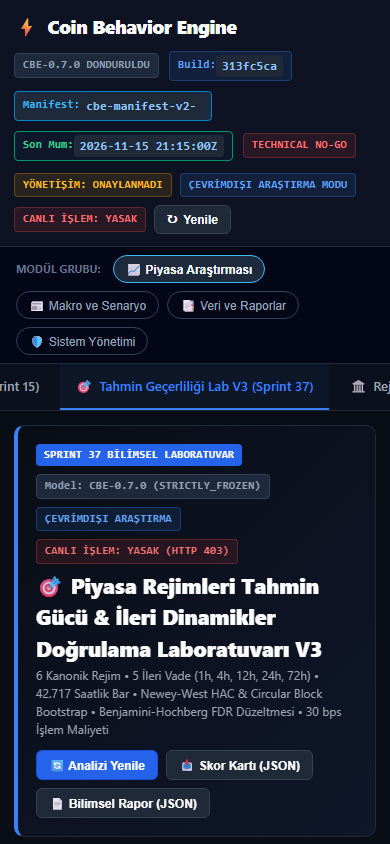 Coin Behavior Engine
CBE-0.7.0 DONDURULDU
Build: 313fc5ca
Manifest: cbe-manifest-v2-
Son Mum: 2026-11-15 21:15:00Z
TECHNICAL NO-GO
YÖNETİŞİM: ONAYLANMADI
ÇEVRİMDIŞI ARAŞTIRMA MODU
CANLI İŞLEM: YASAK
↻ Yenile
MODÜL GRUBU:
Piyasa Araştırması
Makro ve Senaryo
Veri ve Raporlar
Sistem Yönetimi
rint 15)
Tahmin Geçerliliği Lab V3 (Sprint 37)
Rej
SPRINT 37 BİLİMSEL LABORATUVAR
Model: CBE-0.7.0 (STRICTLY_FROZEN)
ÇEVRİMDIŞI ARAŞTIRMA
CANLI İŞLEM: YASAK (HTTP 403)
Piyasa Rejimleri Tahmin
Gücü & İleri Dinamikler
Doğrulama Laboratuvarı V3
6 Kanonik Rejim • 5 İleri Vade (1h, 4h, 12h, 24h, 72h) •
42.717 Saatlik Bar • Newey-West HAC & Circular Block
Bootstrap • Benjamini-Hochberg FDR Düzeltmesi • 30 bps
İşlem Maliyeti
Analizi Yenile
Skor Kartı (JSON)
Bilimsel Rapor (JSON)